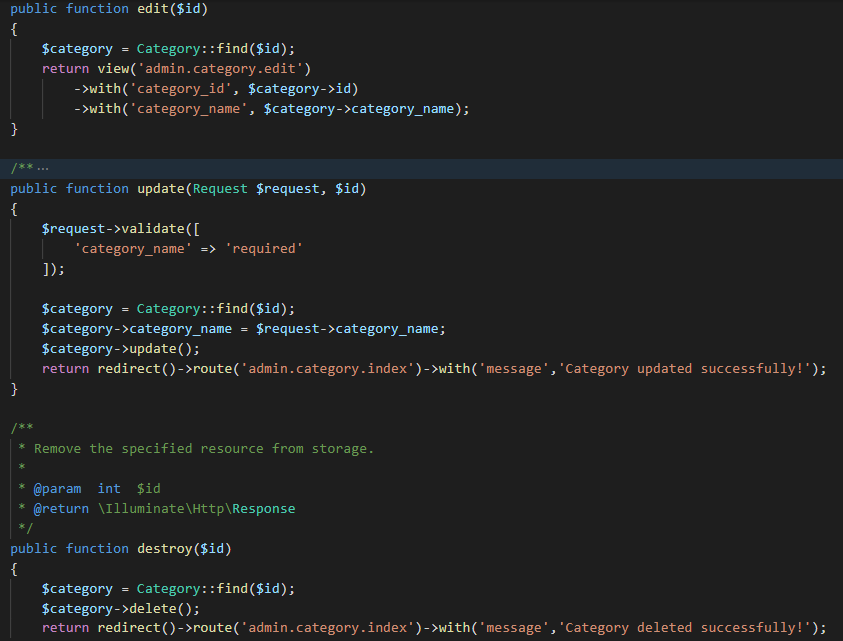 public function edit($id)
{
    $category = Category::find($id);
    return view('admin.category.edit')
        ->with('category_id', $category->id)
        ->with('category_name', $category->category_name);
}
/** ...
public function update(Request $request, $id)
{
    $request->validate([
        'category_name' => 'required'
    ]);
    $category = Category::find($id);
    $category->category_name = $request->category_name;
    $category->update();
    return redirect()->route('admin.category.index')->with('message','Category updated successfully!');
}
/**
 * Remove the specified resource from storage.
 *
 * @param  int  $id
 * @return \Illuminate\Http\Response
 */
public function destroy($id)
{
    $category = Category::find($id);
    $category->delete();
    return redirect()->route('admin.category.index')->with('message','Category deleted successfully!');